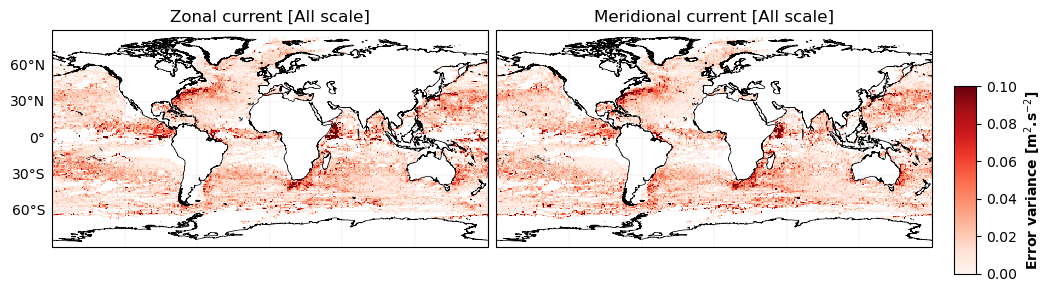 Zonal current [All scale]
Meridional current [All scale]
60°N
30°N
0°
30°S
60°S
0.10
0.08
0.06
0.04
0.02
0.00
Error variance [m².s⁻²]